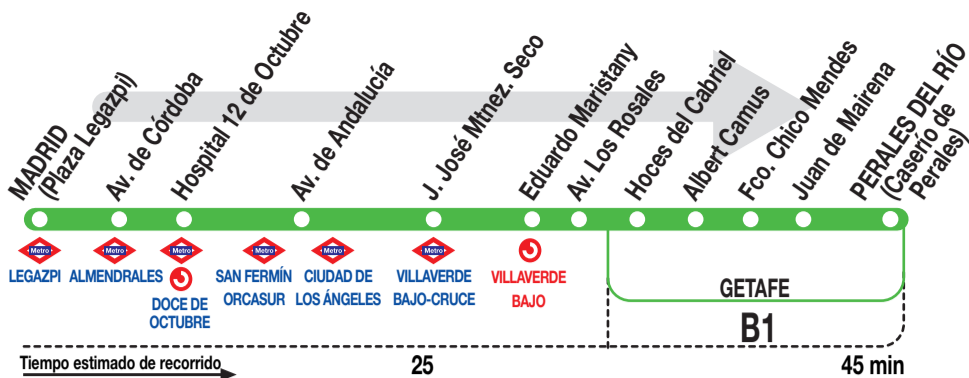 MADRID
(Plaza Legazpi)
Av. de Córdoba
Hospital 12 de Octubre
Av. de Andalucía
J. José Mtnez. Seco
Eduardo Maristany
Av. Los Rosales
Hoces del Cabriel
Albert Camus
Fco. Chico Mendes
Juan de Mairena
PERALES DEL RÍO
(Caserío de
Perales)
Metro
Metro
Metro
Metro
Metro
Metro
LEGAZPI
ALMENDRALES
DOCE DE
OCTUBRE
SAN FERMÍN
ORCASUR
CIUDAD DE
LOS ÁNGELES
VILLAVERDE
BAJO-CRUCE
VILLAVERDE
BAJO
GETAFE
B1
Tiempo estimado de recorrido
25
45 min